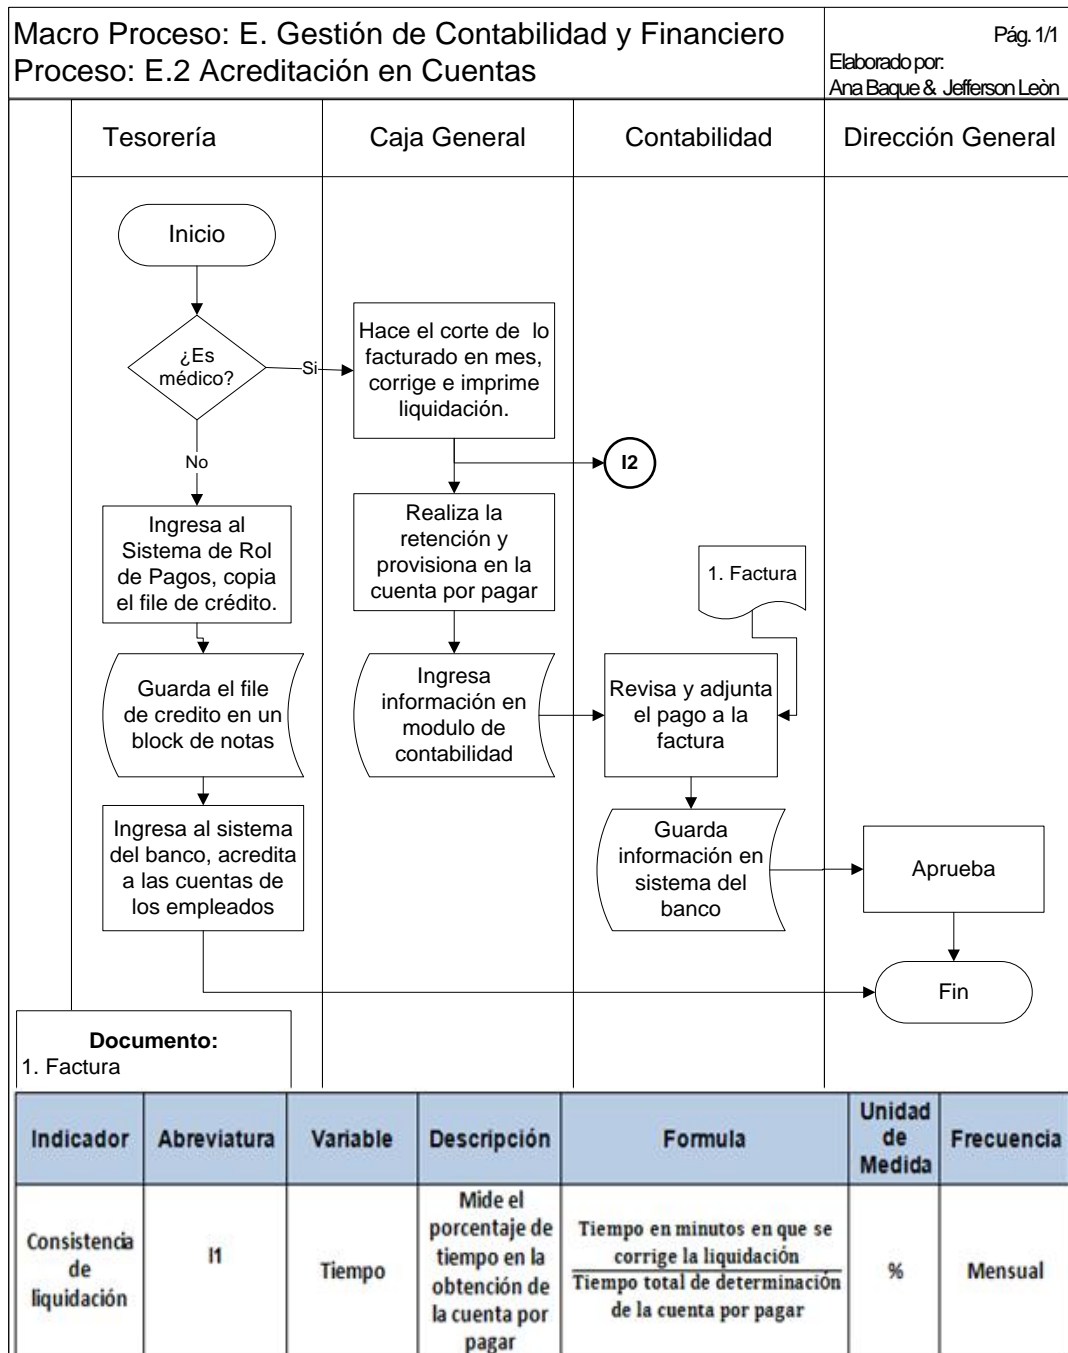 Macro Proceso: E. Gestión de Contabilidad y Financiero
Proceso: E.2 Acreditación en Cuentas
Pág. 1/1
Elaborado por:
Ana Baque & Jefferson Leòn
Tesorería
Caja General
Contabilidad
Dirección General
Inicio
¿Es
médico?
Si
No
Hace el corte de lo
facturado en mes,
corrige e imprime
liquidación.
I2
Ingresa al
Sistema de Rol
de Pagos, copia
el file de crédito.
Realiza la
retención y
provisiona en la
cuenta por pagar
1. Factura
Guarda el file
de credito en un
block de notas
Ingresa
información en
modulo de
contabilidad
Revisa y adjunta
el pago a la
factura
Ingresa al sistema
del banco, acredita
a las cuentas de
los empleados
Guarda
información en
sistema del
banco
Aprueba
Fin
Documento:
1. Factura
Indicador
Abreviatura
Variable
Descripción
Formula
Unidad
de
Medida
Frecuencia
Consistencia
de
liquidación
I1
Tiempo
Mide el
porcentaje de
tiempo en la
obtención de
la cuenta por
pagar
Tiempo en minutos en que se
corrige la liquidación
Tiempo total de determinación
de la cuenta por pagar
%
Mensual